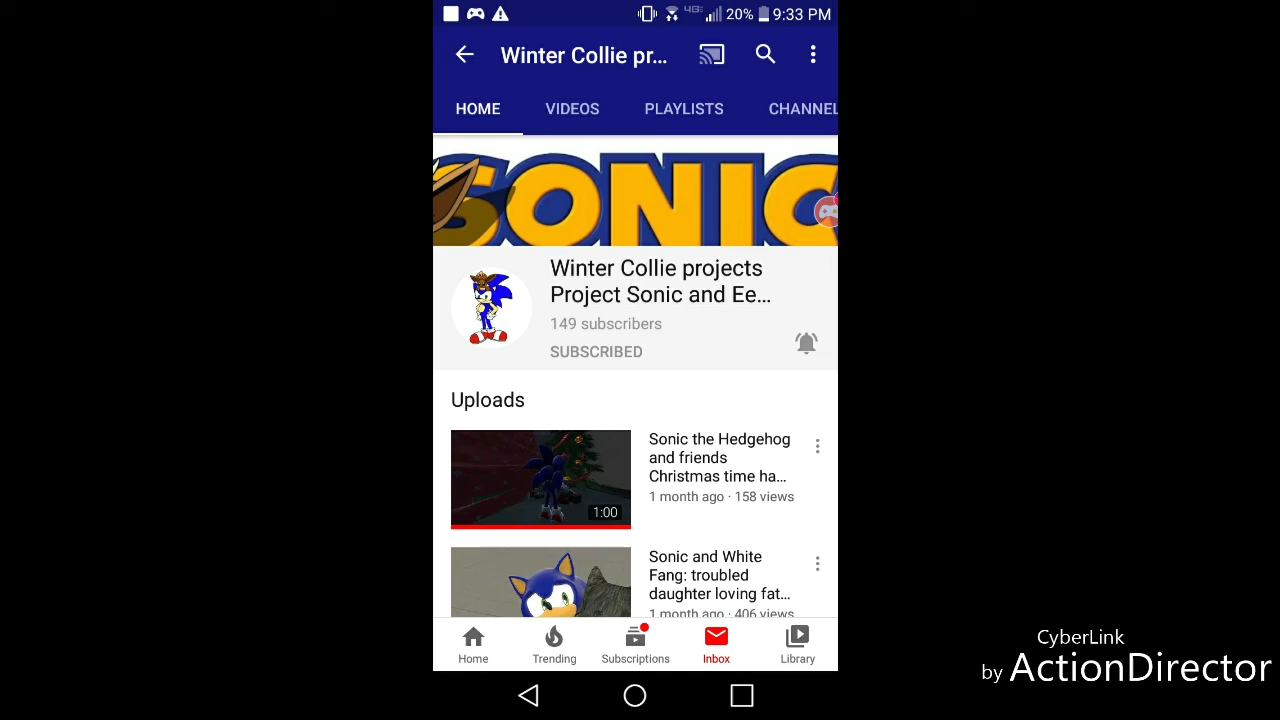 4G 20% 9:33 PM
Winter Collie pr...
HOME VIDEOS PLAYLISTS CHANNEL
SONIC
Winter Collie projects
Project Sonic and Ee...
149 subscribers
SUBSCRIBED
Uploads
Sonic the Hedgehog
and friends
Christmas time ha...
1 month ago · 158 views
1:00
Sonic and White
Fang: troubled
daughter loving fat...
1 month ago · 406 views
Home Trending Subscriptions Inbox Library
CyberLink
by ActionDirector